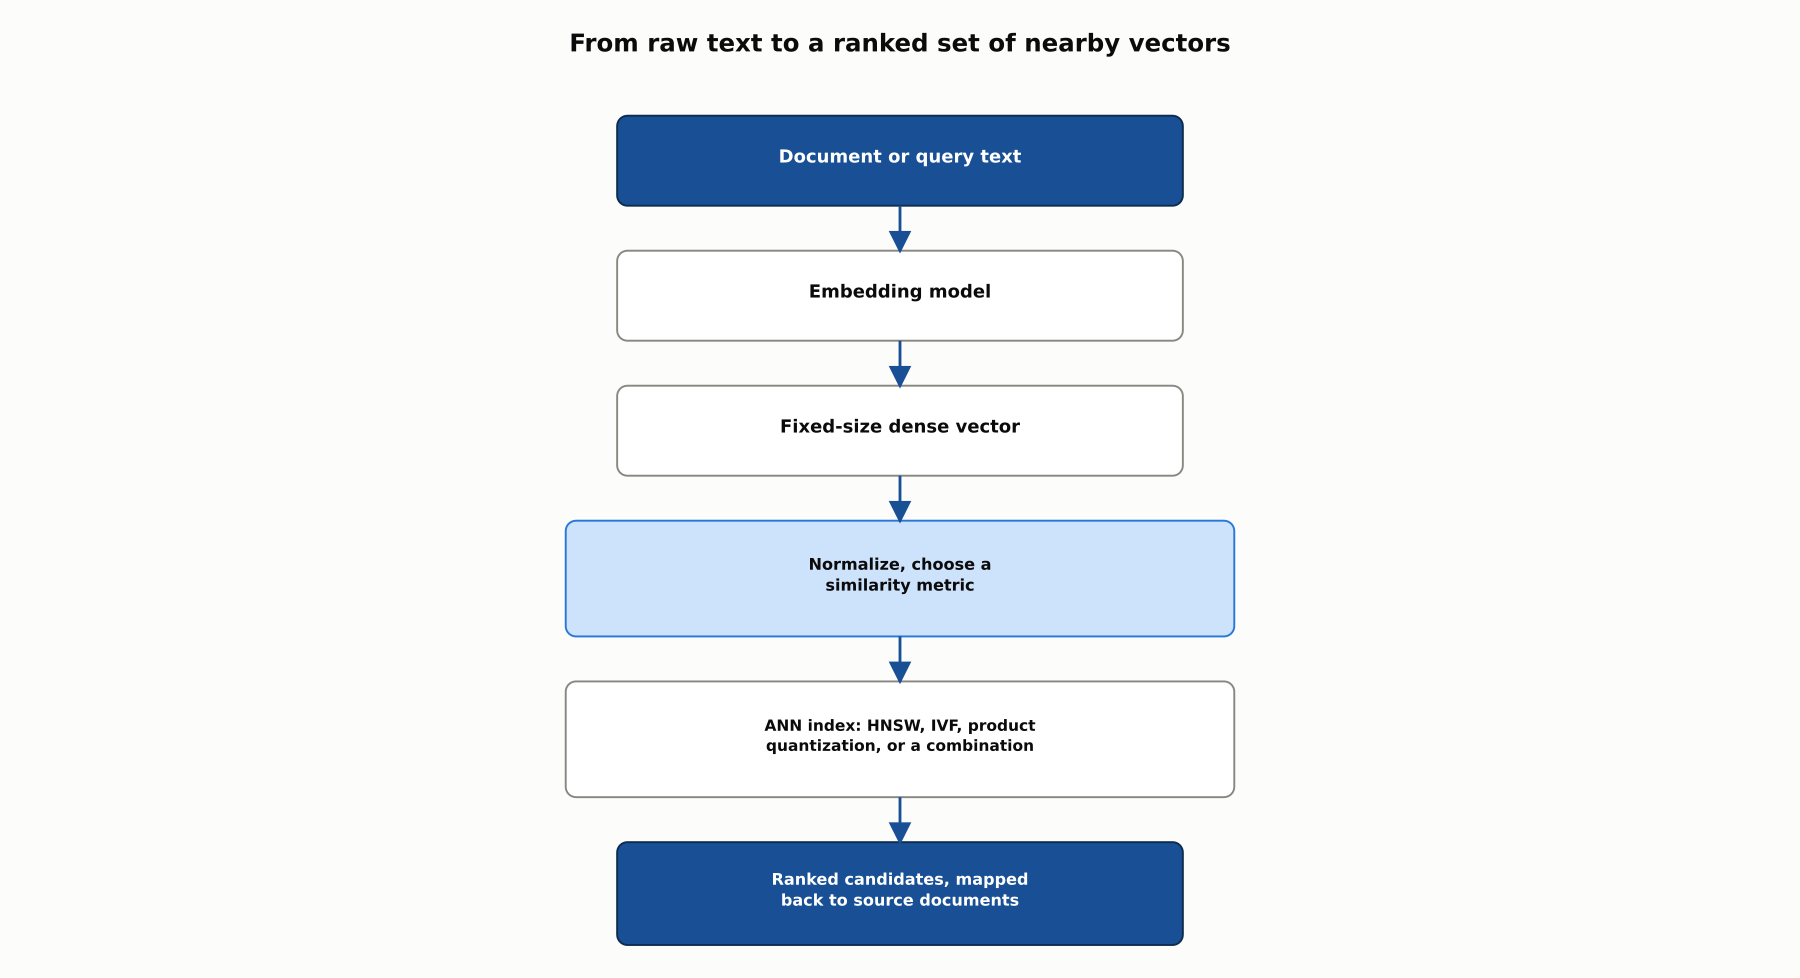 From raw text to a ranked set of nearby vectors
Document or query text
Embedding model
Fixed-size dense vector
Normalize, choose a
similarity metric
ANN index: HNSW, IVF, product
quantization, or a combination
Ranked candidates, mapped
back to source documents